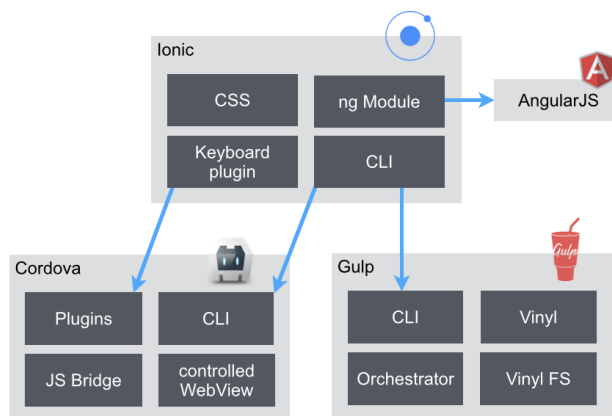 Ionic
CSS
ng Module
AngularJS
Keyboard
plugin
CLI
Cordova
Plugins
CLI
JS Bridge
controlled
WebView
Gulp
Gulp
CLI
Vinyl
Orchestrator
Vinyl FS
A